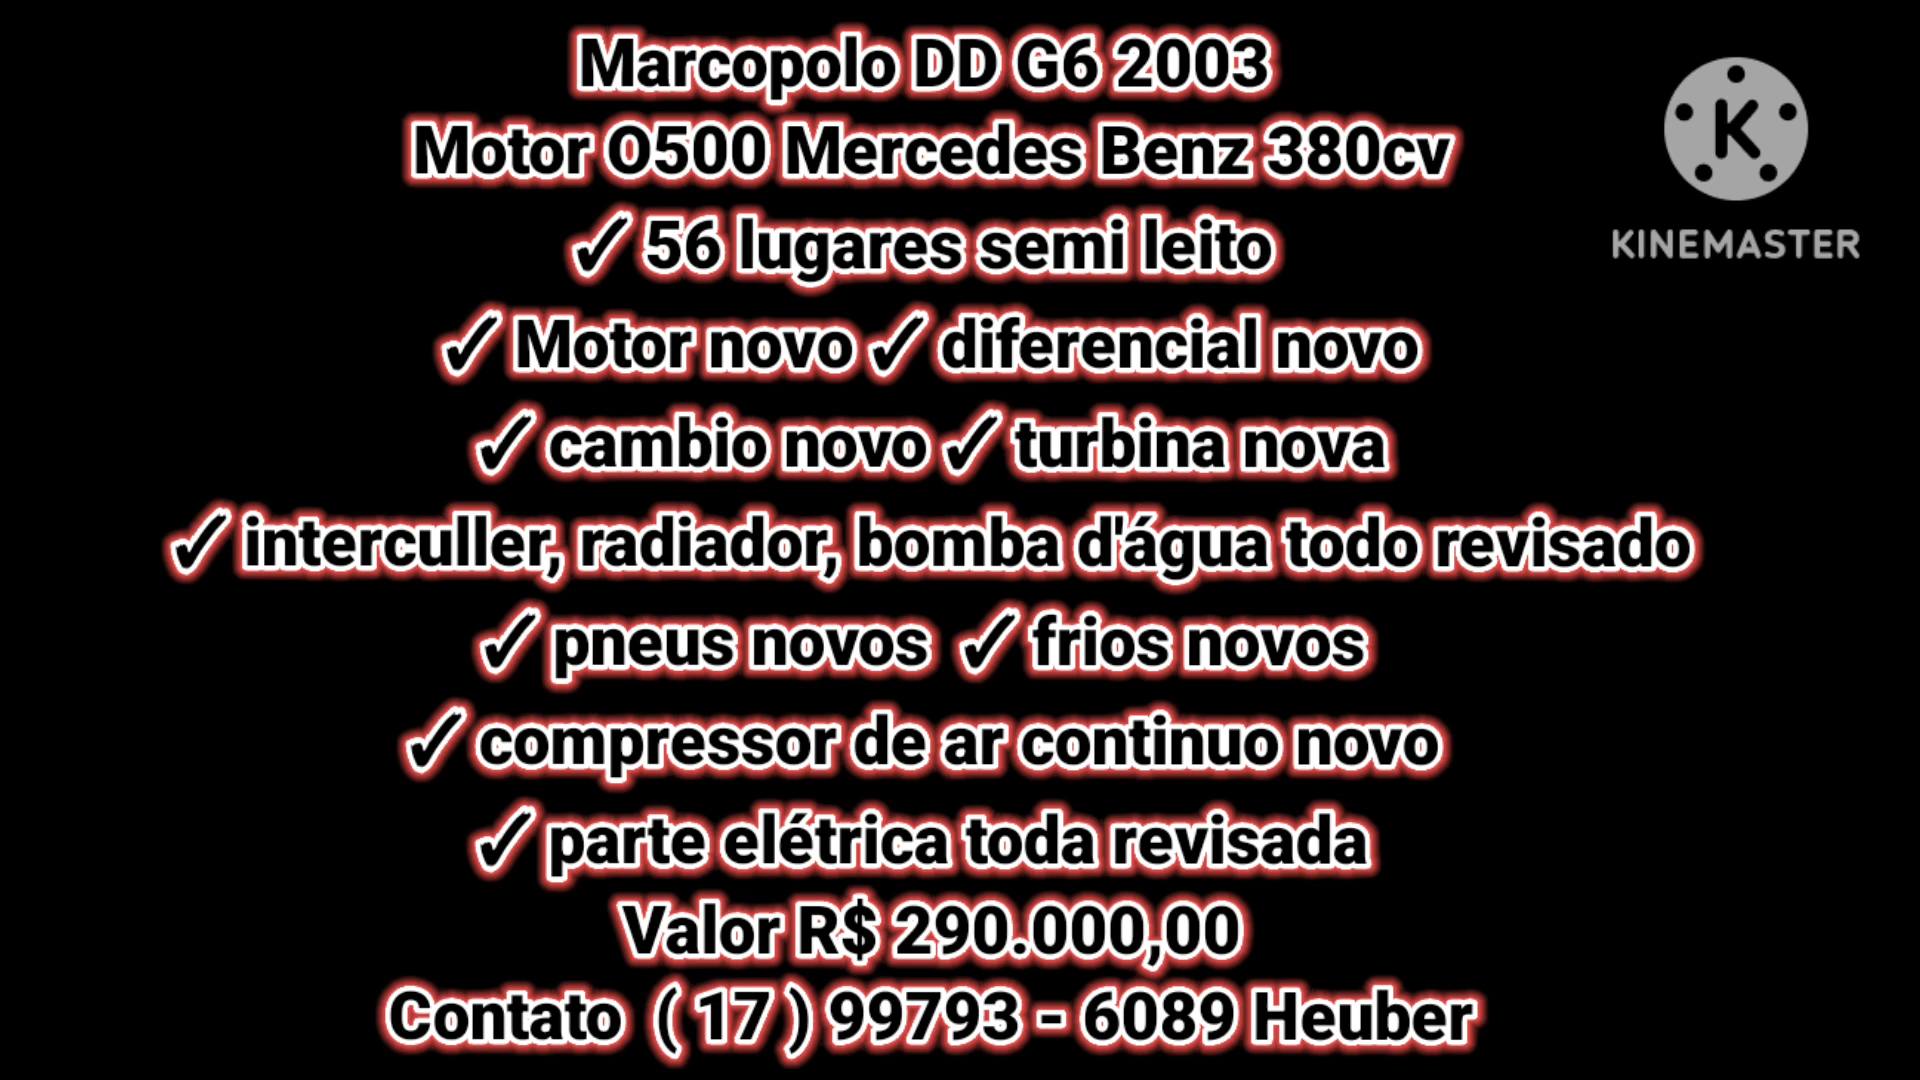 Marcopolo DD G6 2003
Motor O500 Mercedes Benz 380cv
✓56 lugares semi leito
✓Motor novo✓diferencial novo
✓cambio novo✓turbina nova
✓interculler, radiador, bomba d'água todo revisado
✓pneus novos ✓frios novos
✓compressor de ar continuo novo
✓parte elétrica toda revisada
Valor R$ 290.000,00
Contato ( 17 ) 99793 - 6089 Heuber
K
KINEMASTER